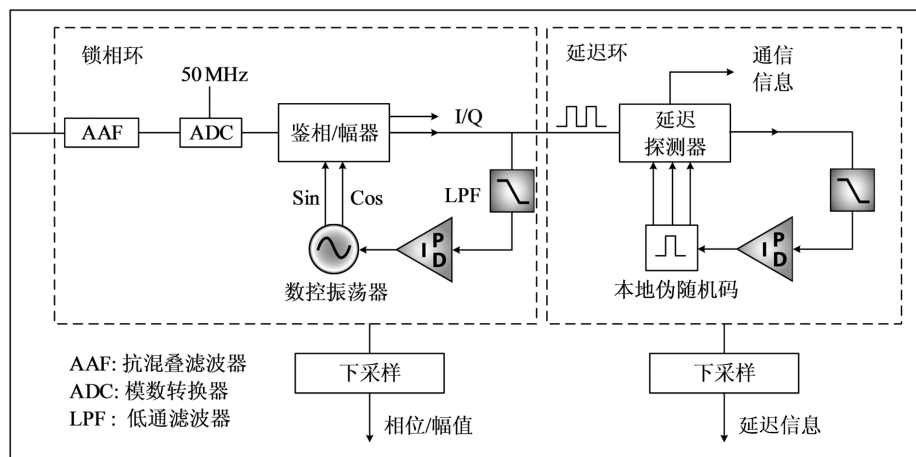 锁相环
延迟环
50 MHz
通信
信息
AAF
ADC
鉴相/幅器
I/Q
延迟
探测器
Sin
Cos
LPF
P
I
D
P
I
D
数控振荡器
本地伪随机码
AAF: 抗混叠滤波器
ADC: 模数转换器
LPF: 低通滤波器
下采样
下采样
相位/幅值
延迟信息